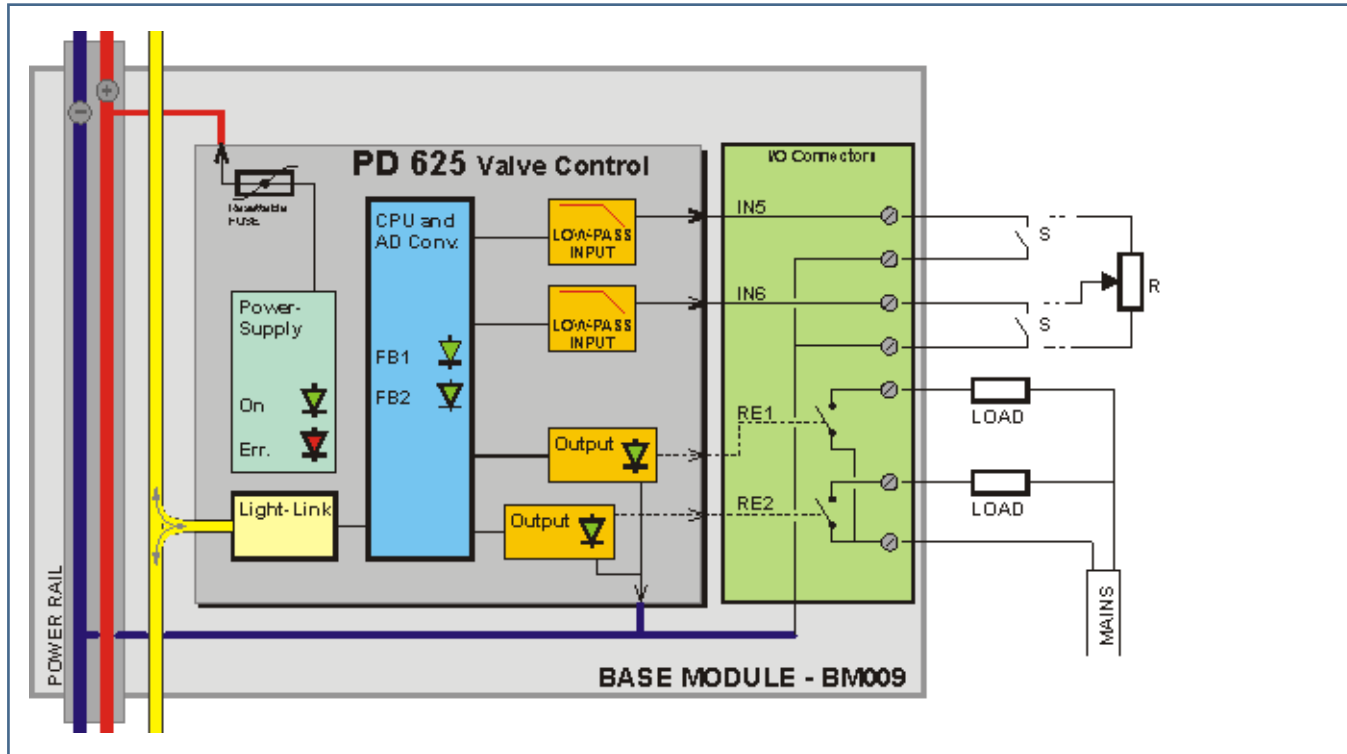 PD 625 Valve Control
I/O Connectors
Resettable
FUSE
CPU and
AD Conv.
LOW-PASS
INPUT
IN5
S
LOW-PASS
INPUT
IN6
S
R
Power-
Supply
On
Err.
FB1
FB2
Output
RE1
LOAD
Light-Link
Output
RE2
LOAD
MAINS
POWER RAIL
BASE MODULE - BM009